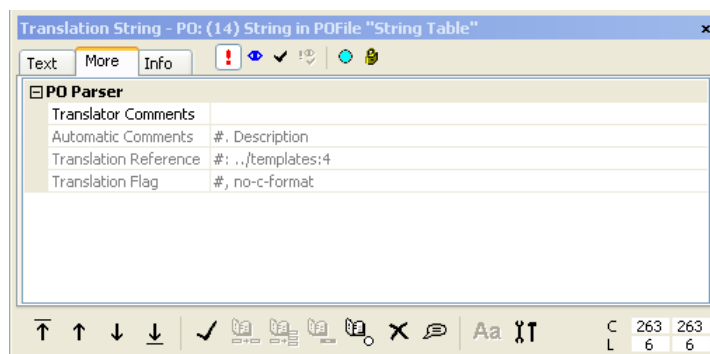 Translation String - PO: (14) String in POFile "String Table"
Text More Info
PO Parser
Translator Comments
Automatic Comments #. Description
Translation Reference #: ../templates:4
Translation Flag #, no-c-format
Aa C 263 263
L 6 6